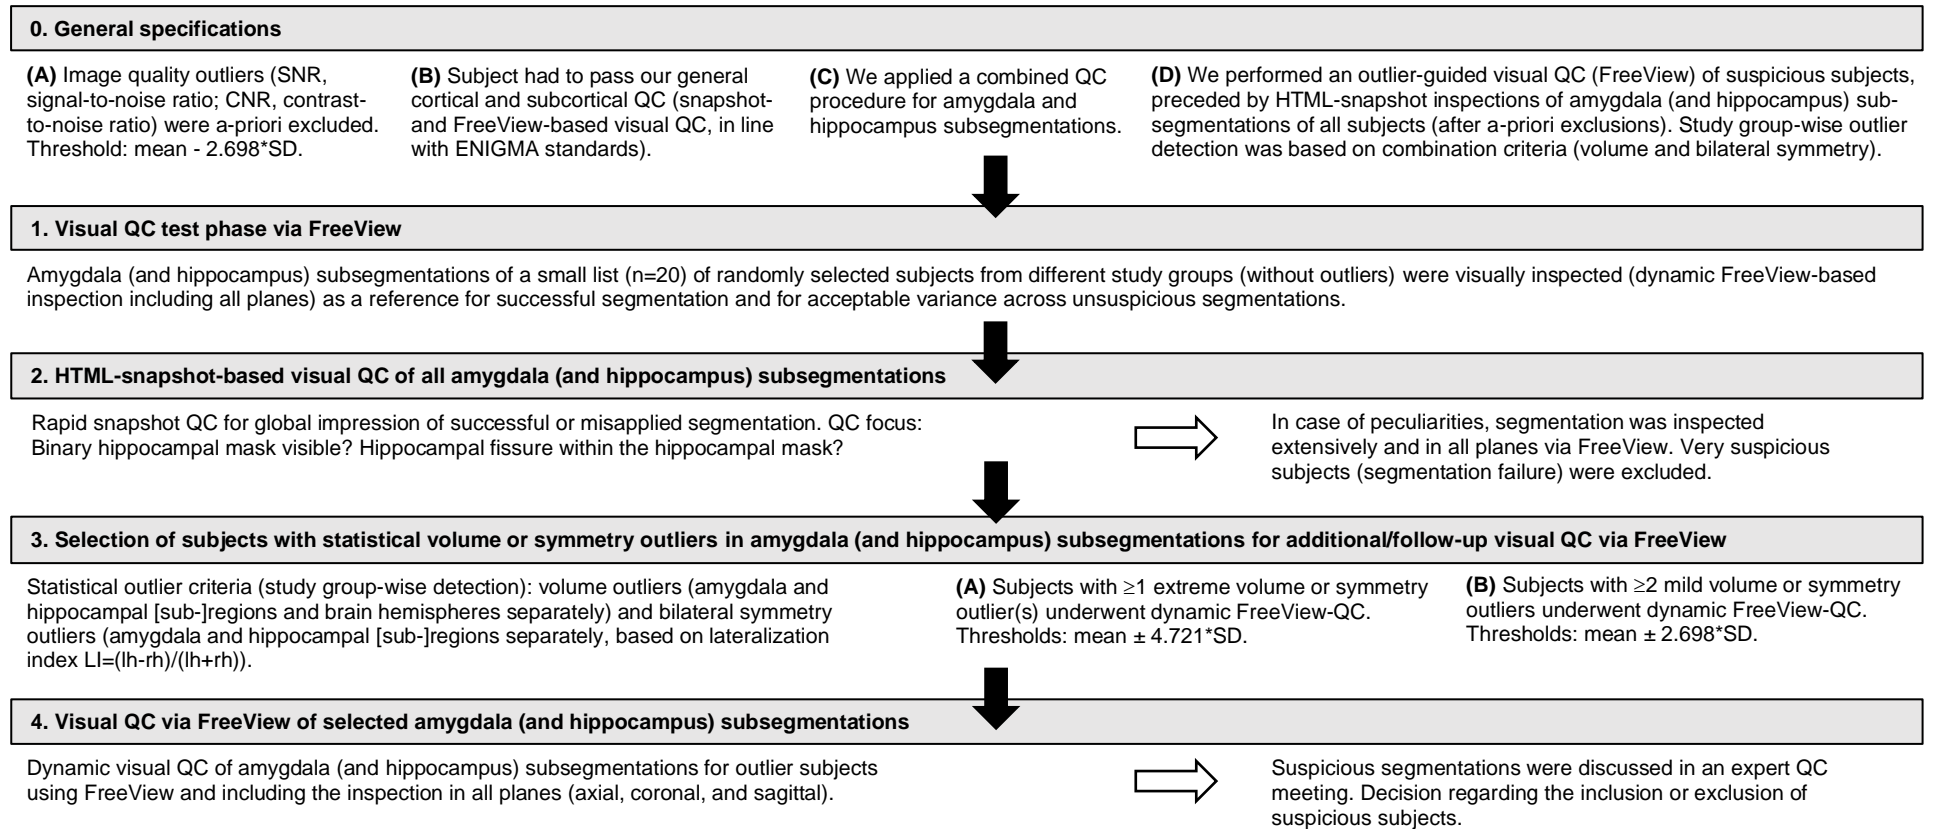 0. General specifications
(A) Image quality outliers (SNR,
signal-to-noise ratio; CNR, contrast-
to-noise ratio) were a-priori excluded.
Threshold: mean - 2.698*SD.
(B) Subject had to pass our general
cortical and subcortical QC (snapshot-
and FreeView-based visual QC, in line
with ENIGMA standards).
(C) We applied a combined QC
procedure for amygdala and
hippocampus subsegmentations.
(D) We performed an outlier-guided visual QC (FreeView) of suspicious subjects,
preceded by HTML-snapshot inspections of amygdala (and hippocampus) sub-
segmentations of all subjects (after a-priori exclusions). Study group-wise outlier
detection was based on combination criteria (volume and bilateral symmetry).
1. Visual QC test phase via FreeView
Amygdala (and hippocampus) subsegmentations of a small list (n=20) of randomly selected subjects from different study groups (without outliers) were visually inspected (dynamic FreeView-based
inspection including all planes) as a reference for successful segmentation and for acceptable variance across unsuspicious segmentations.
2. HTML-snapshot-based visual QC of all amygdala (and hippocampus) subsegmentations
Rapid snapshot QC for global impression of successful or misapplied segmentation. QC focus:
Binary hippocampal mask visible? Hippocampal fissure within the hippocampal mask?
In case of peculiarities, segmentation was inspected
extensively and in all planes via FreeView. Very suspicious
subjects (segmentation failure) were excluded.
3. Selection of subjects with statistical volume or symmetry outliers in amygdala (and hippocampus) subsegmentations for additional/follow-up visual QC via FreeView
Statistical outlier criteria (study group-wise detection): volume outliers (amygdala and
hippocampal [sub-]regions and brain hemispheres separately) and bilateral symmetry
outliers (amygdala and hippocampal [sub-]regions separately, based on lateralization
index LI=(lh-rh)/(lh+rh)).
(A) Subjects with ≥1 extreme volume or symmetry
outlier(s) underwent dynamic FreeView-QC.
Thresholds: mean ± 4.721*SD.
(B) Subjects with ≥2 mild volume or symmetry
outliers underwent dynamic FreeView-QC.
Thresholds: mean ± 2.698*SD.
4. Visual QC via FreeView of selected amygdala (and hippocampus) subsegmentations
Dynamic visual QC of amygdala (and hippocampus) subsegmentations for outlier subjects
using FreeView and including the inspection in all planes (axial, coronal, and sagittal).
Suspicious segmentations were discussed in an expert QC
meeting. Decision regarding the inclusion or exclusion of
suspicious subjects.